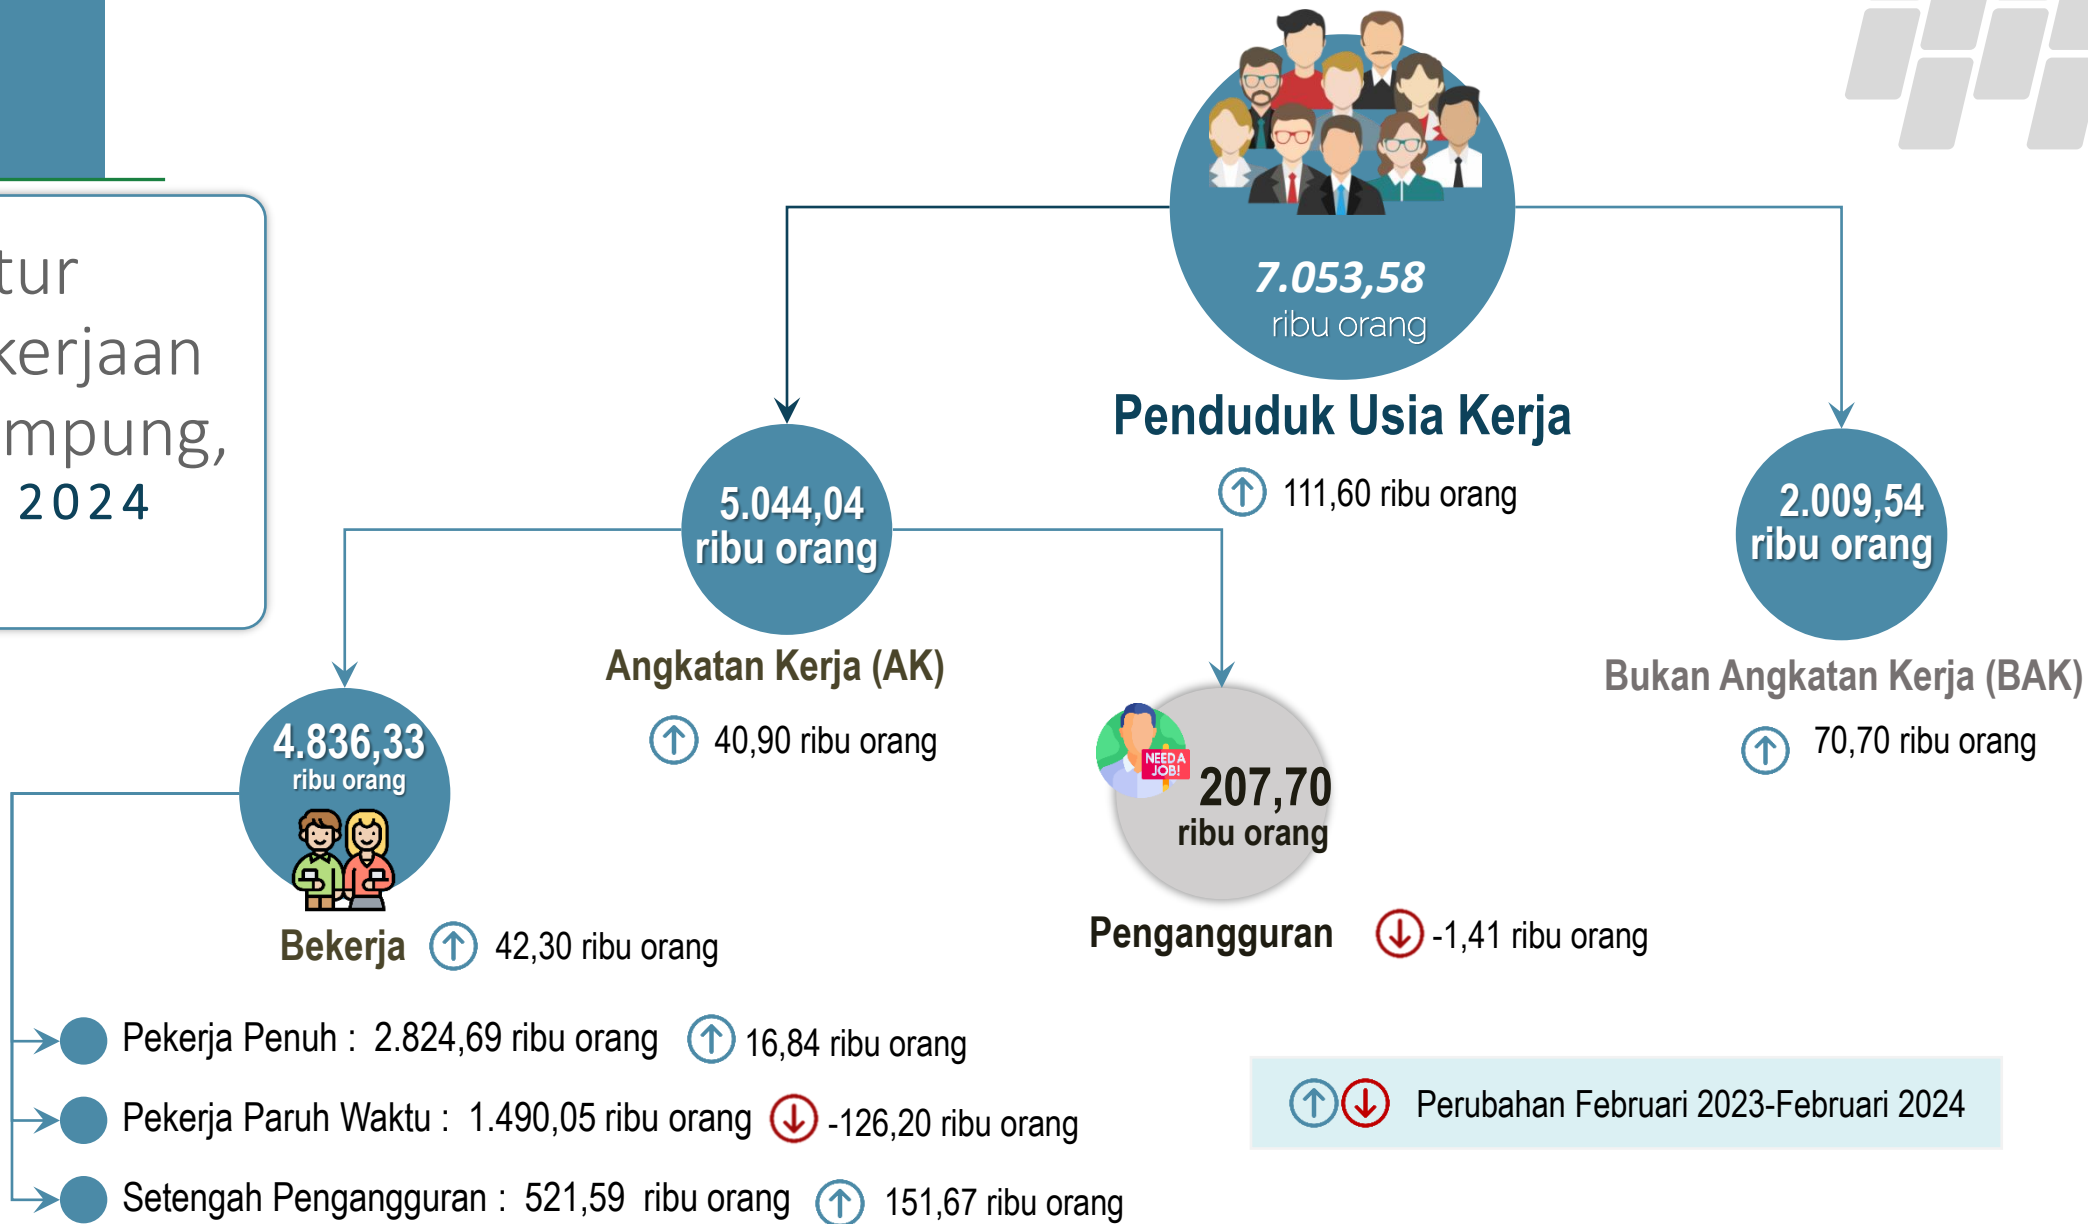 2024
7.053,58
ribu orang
Penduduk Usia Kerja
111,60 ribu orang
5.044,04
ribu orang
Angkatan Kerja (AK)
40,90 ribu orang
2.009,54
ribu orang
Bukan Angkatan Kerja (BAK)
70,70 ribu orang
4.836,33
ribu orang
Bekerja
42,30 ribu orang
NEED A
JOB!
207,70
ribu orang
Pengangguran
-1,41 ribu orang
Pekerja Penuh : 2.824,69 ribu orang
16,84 ribu orang
Pekerja Paruh Waktu : 1.490,05 ribu orang
-126,20 ribu orang
Setengah Pengangguran : 521,59 ribu orang
151,67 ribu orang
Perubahan Februari 2023-Februari 2024